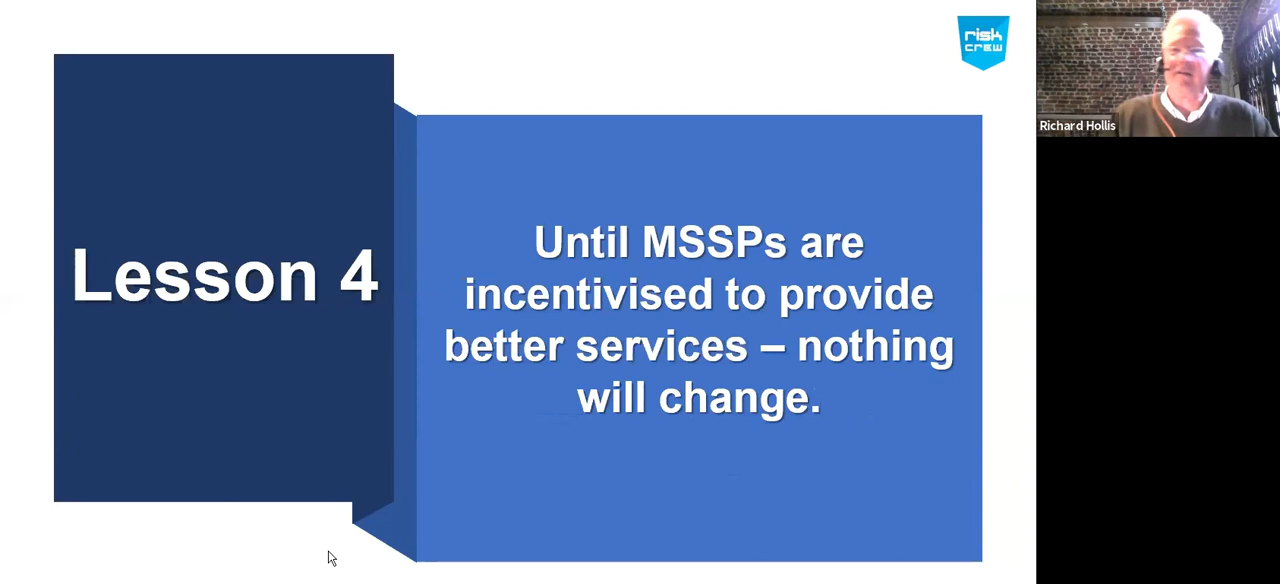 risk
crew
Richard Hollis
Lesson 4
Until MSSPs are
incentivised to provide
better services – nothing
will change.